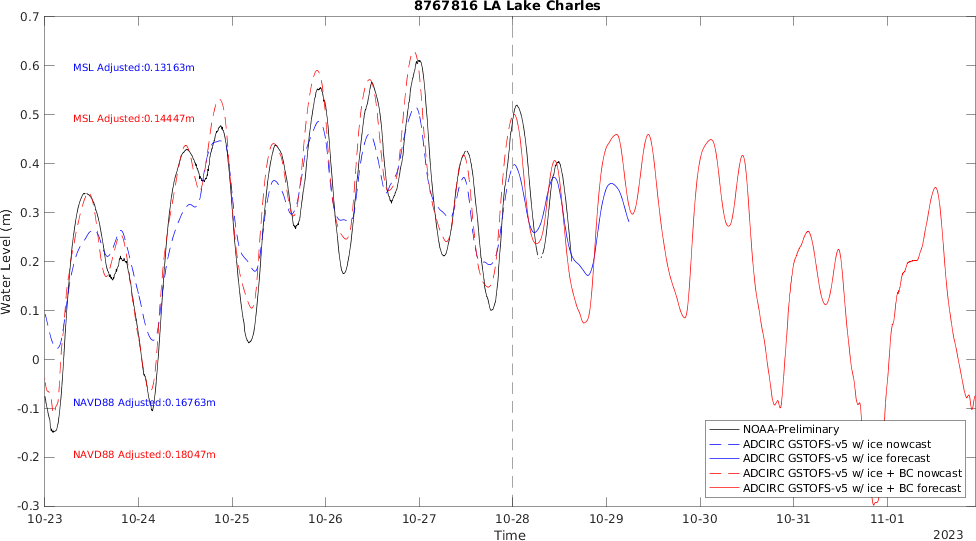 8767816 LA Lake Charles
0.7
0.6
0.5
0.4
0.3
0.2
0.1
0
-0.1
-0.2
-0.3
Water Level (m)
MSL Adjusted:0.13163m
MSL Adjusted:0.14447m
NAVD88 Adjusted:0.16763m
NAVD88 Adjusted:0.18047m
NOAA-Preliminary
ADCIRC GSTOFS-v5 w/ ice nowcast
ADCIRC GSTOFS-v5 w/ ice forecast
ADCIRC GSTOFS-v5 w/ ice + BC nowcast
ADCIRC GSTOFS-v5 w/ ice + BC forecast
10-23 10-24 10-25 10-26 10-27 10-28 10-29 10-30 10-31 11-01
Time
2023